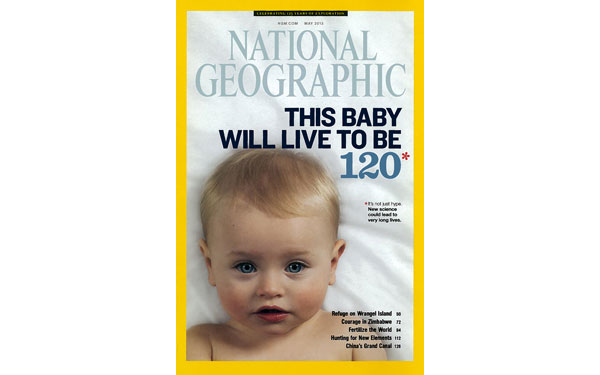 CELEBRATING 125 YEARS OF EXPLORATION
NGM.COM MAY 2013
NATIONAL
GEOGRAPHIC
THIS BABY
WILL LIVE TO BE
120*
*It's not just hype.
New science
could lead to
very long lives.
Refuge on Wrangel Island 50
Courage in Zimbabwe 72
Fertilize the World 94
Hunting for New Elements 112
China's Grand Canal 126